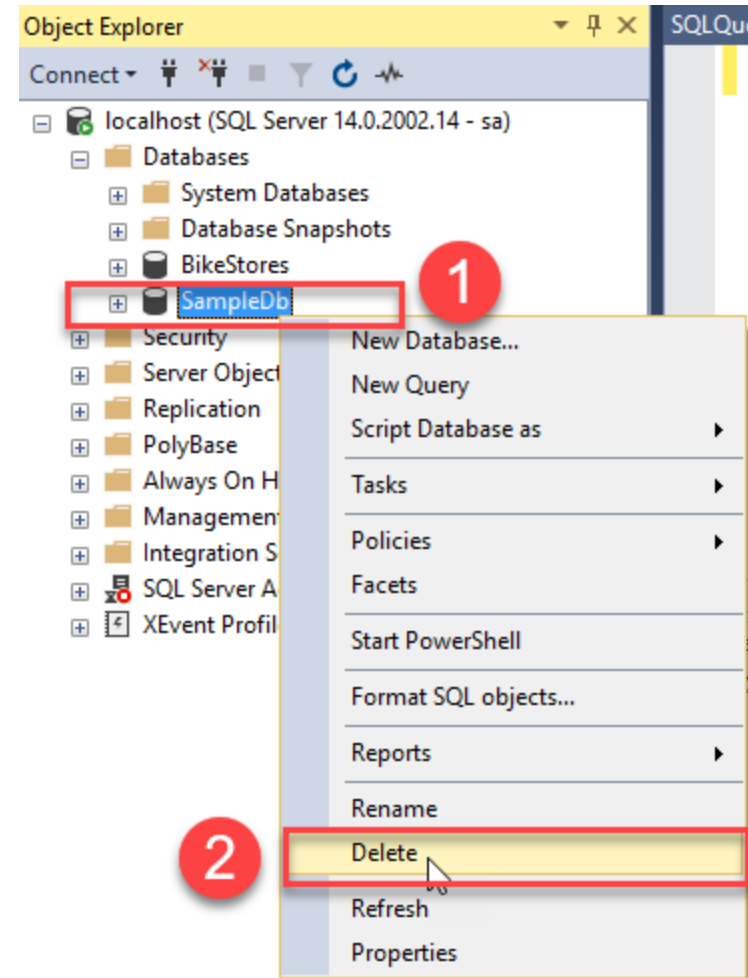 Object Explorer
SQLQue
Connect
localhost (SQL Server 14.0.2002.14 - sa)
Databases
System Databases
Database Snapshots
BikeStores
1
SampleDb
Security
New Database...
Server Object
New Query
Replication
Script Database as
PolyBase
Always On H
Tasks
Management
Policies
Integration S
Facets
SQL Server A
XEvent Profil
Start PowerShell
Format SQL objects...
Reports
Rename
2
Delete
Refresh
Properties